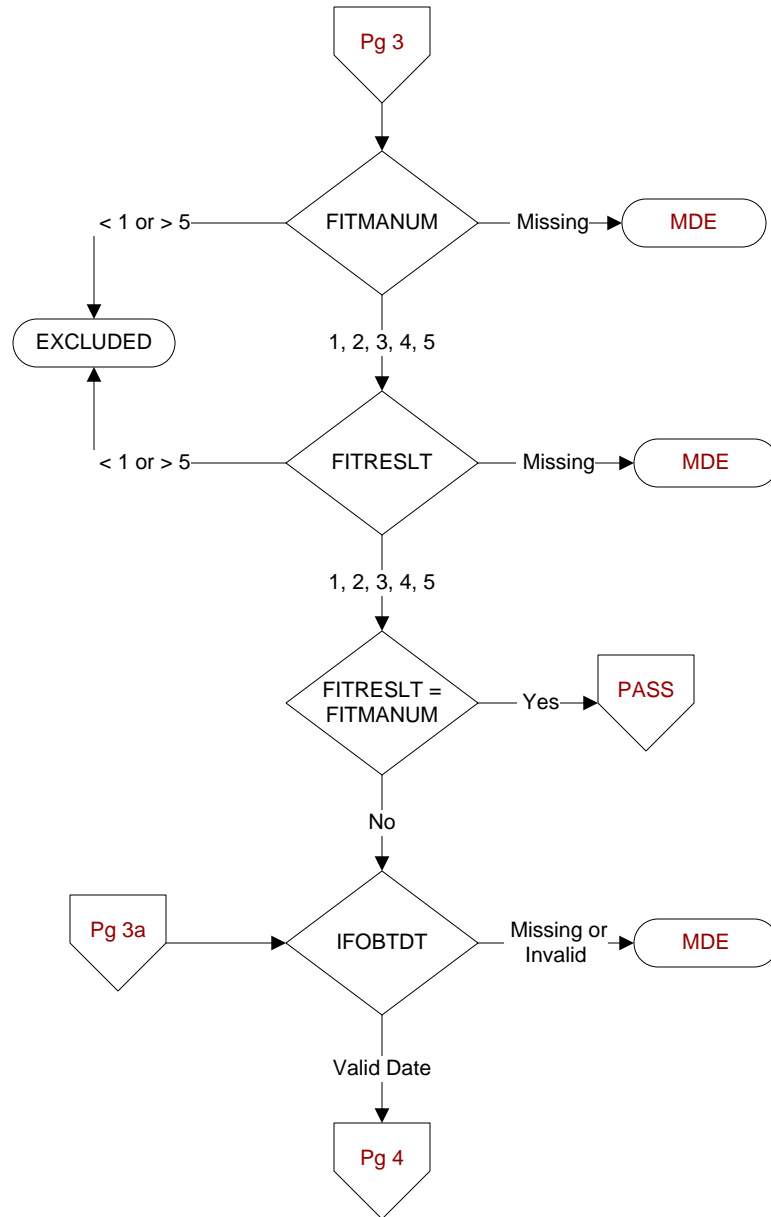 Pg 3
FITMANUM
< 1 or > 5
Missing
MDE
EXCLUDED
1, 2, 3, 4, 5
FITRESLT
< 1 or > 5
Missing
MDE
1, 2, 3, 4, 5
FITRESLT =
FITMANUM
Yes
PASS
No
Pg 3a
IFOBTDT
Missing or
Invalid
MDE
Valid Date
Pg 4